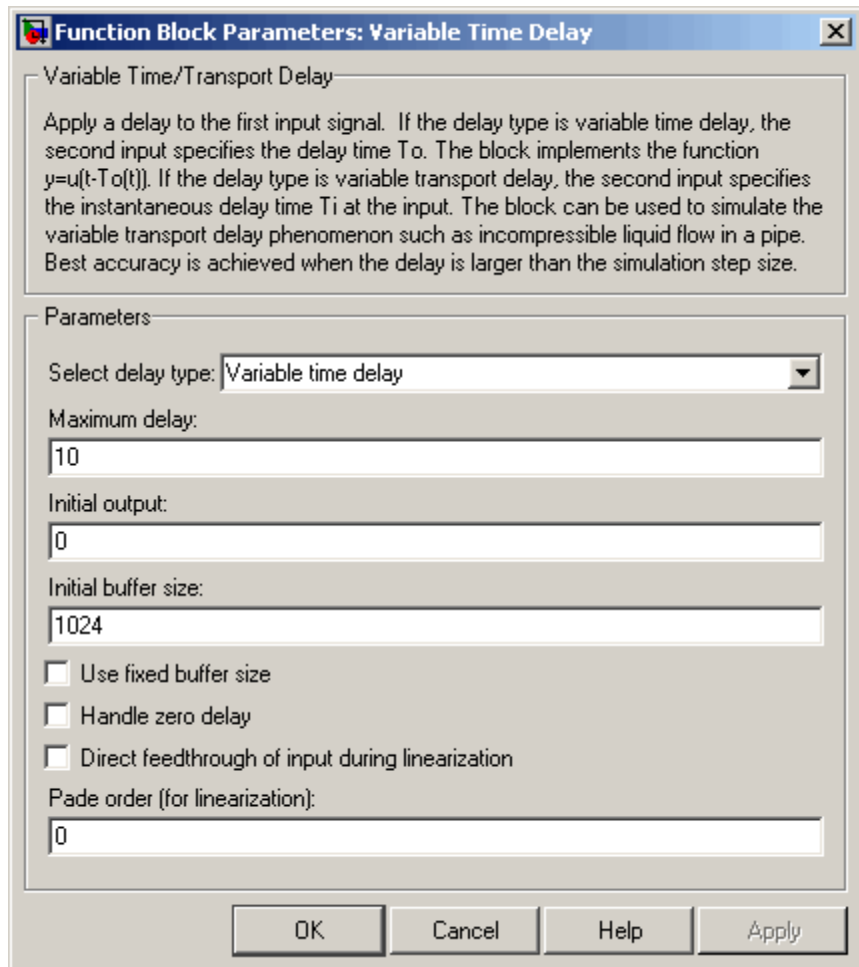 Function Block Parameters: Variable Time Delay
Variable Time/Transport Delay
Apply a delay to the first input signal.  If the delay type is variable time delay, the
second input specifies the delay time To. The block implements the function
y=u(t-To(t)). If the delay type is variable transport delay, the second input specifies
the instantaneous delay time Ti at the input. The block can be used to simulate the
variable transport delay phenomenon such as incompressible liquid flow in a pipe.
Best accuracy is achieved when the delay is larger than the simulation step size.
Parameters
Select delay type: Variable time delay
Maximum delay:
10
Initial output:
0
Initial buffer size:
1024
Use fixed buffer size
Handle zero delay
Direct feedthrough of input during linearization
Pade order (for linearization):
0
OK Cancel Help Apply